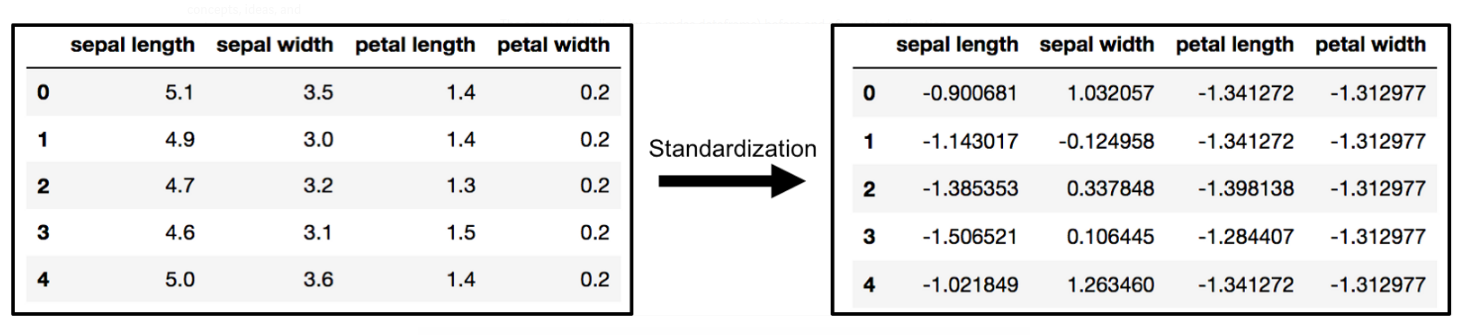 sepal length sepal width petal length petal width
0 5.1 3.5 1.4 0.2
1 4.9 3.0 1.4 0.2
2 4.7 3.2 1.3 0.2
3 4.6 3.1 1.5 0.2
4 5.0 3.6 1.4 0.2
Standardization
sepal length sepal width petal length petal width
0 -0.900681 1.032057 -1.341272 -1.312977
1 -1.143017 -0.124958 -1.341272 -1.312977
2 -1.385353 0.337848 -1.398138 -1.312977
3 -1.506521 0.106445 -1.284407 -1.312977
4 -1.021849 1.263460 -1.341272 -1.312977